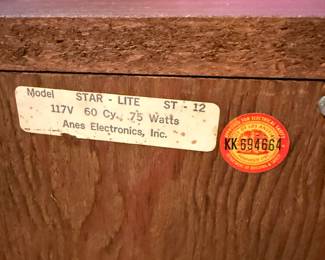 Model STAR - LITE ST - 12
117V 60 Cy., 75 Watts
Anes Electronics, Inc.
KK 694664